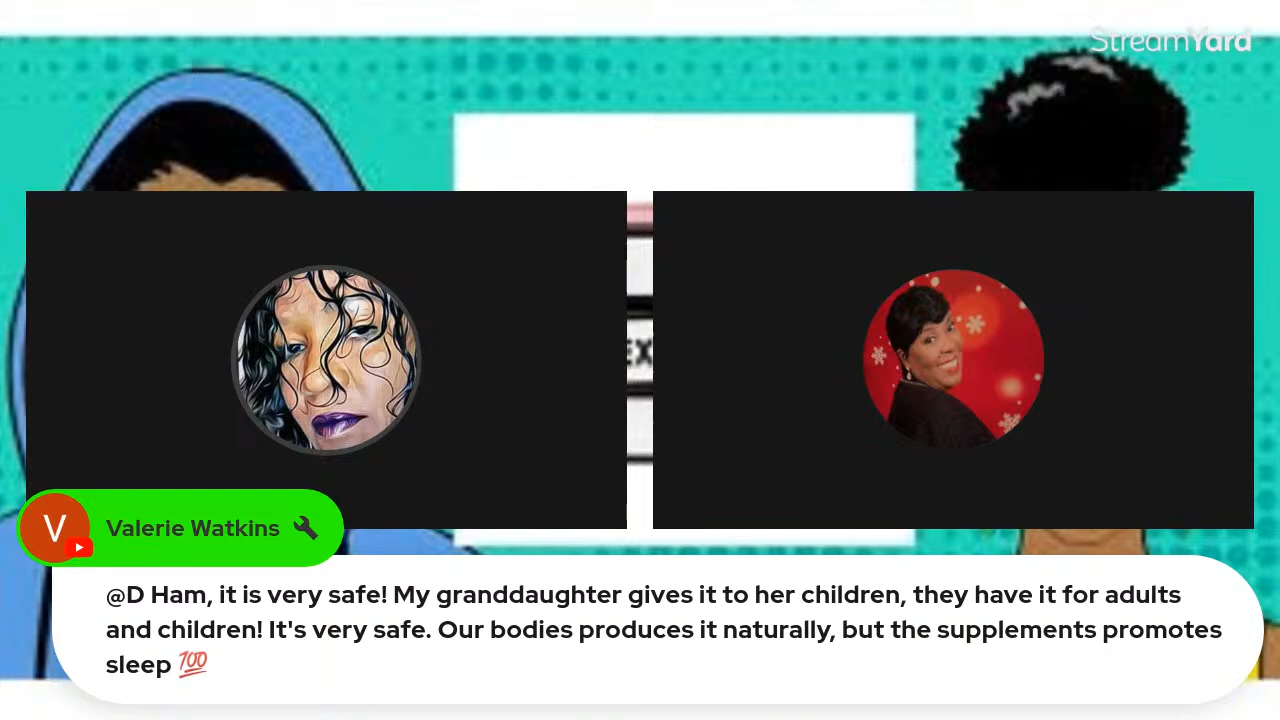 StreamYard
EX
V
Valerie Watkins
@D Ham, it is very safe! My granddaughter gives it to her children, they have it for adults
and children! It's very safe. Our bodies produces it naturally, but the supplements promotes
sleep 💯